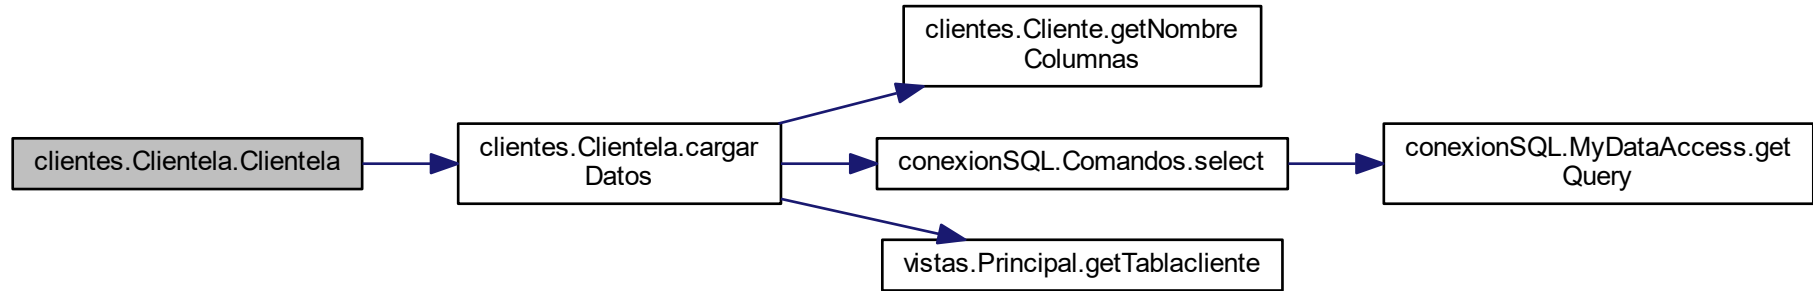 clientes.Clientela.Clientela
clientes.Clientela.cargar
Datos
clientes.Cliente.getNombre
Columnas
conexionSQL.Comandos.select
vistas.Principal.getTablacliente
conexionSQL.MyDataAccess.get
Query